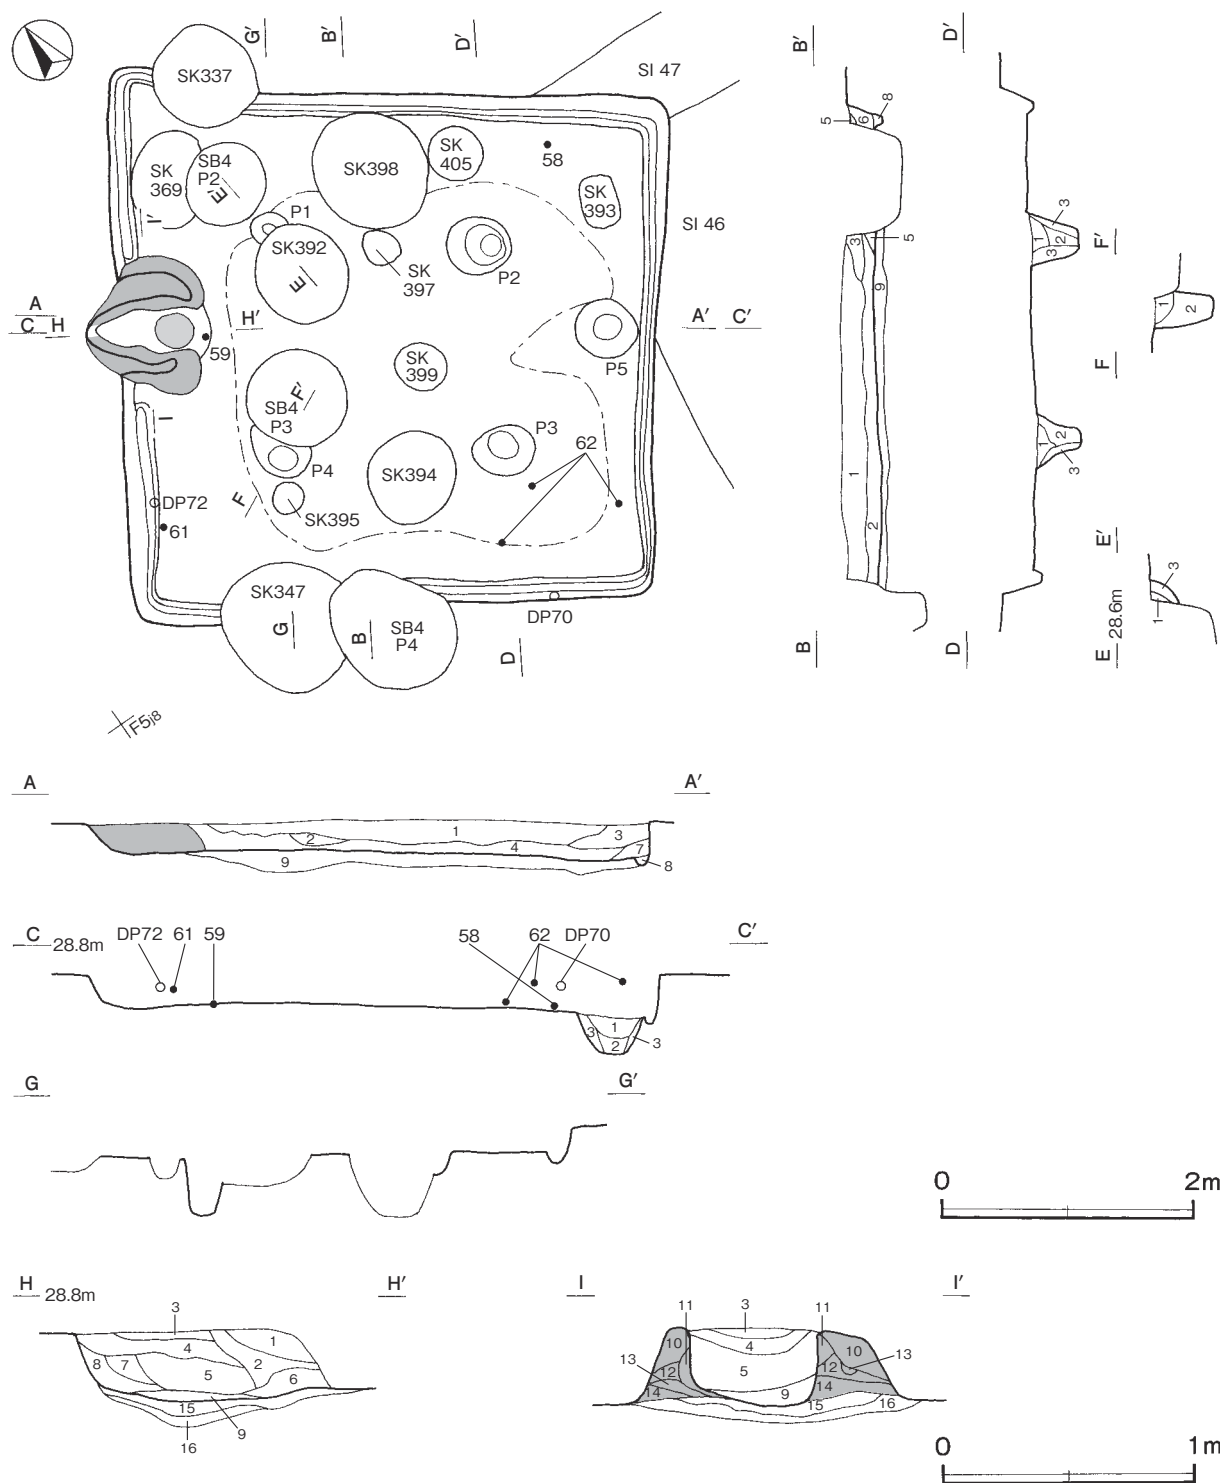 G′ B′ D′
SK337
SI 47
SK
369
SB4
P2
E′
SK398
SK
405
58
SK
393
I′
P1
SK392
E
SK
397
P2
SI 46
A
C H
H′
59
A′ C′
P5
SK
399
F′
SB4
P3
P4
I
SK394
P3
62
F
SK395
DP72
61
SK347
G
B
SB4
P4
D
DP70
F5j8
B′ D′
8
5 6
3 5
9
1
2
B D
3
1 2
3
F′
1 2
F
2
1
3
E′
3
1
E 28.6m
A A′
1
2 3
4 7
9 8
C 28.8m C′
DP72 61 59 58 62 DP70
1
3 2 3
G G′
0 2m
H 28.8m H′
3
4 1
8 7 5 2 6
15 9
16
I I′
11 3 11
10 4 10
13 12 5 12 13
14 9 14
15 16
0 1m